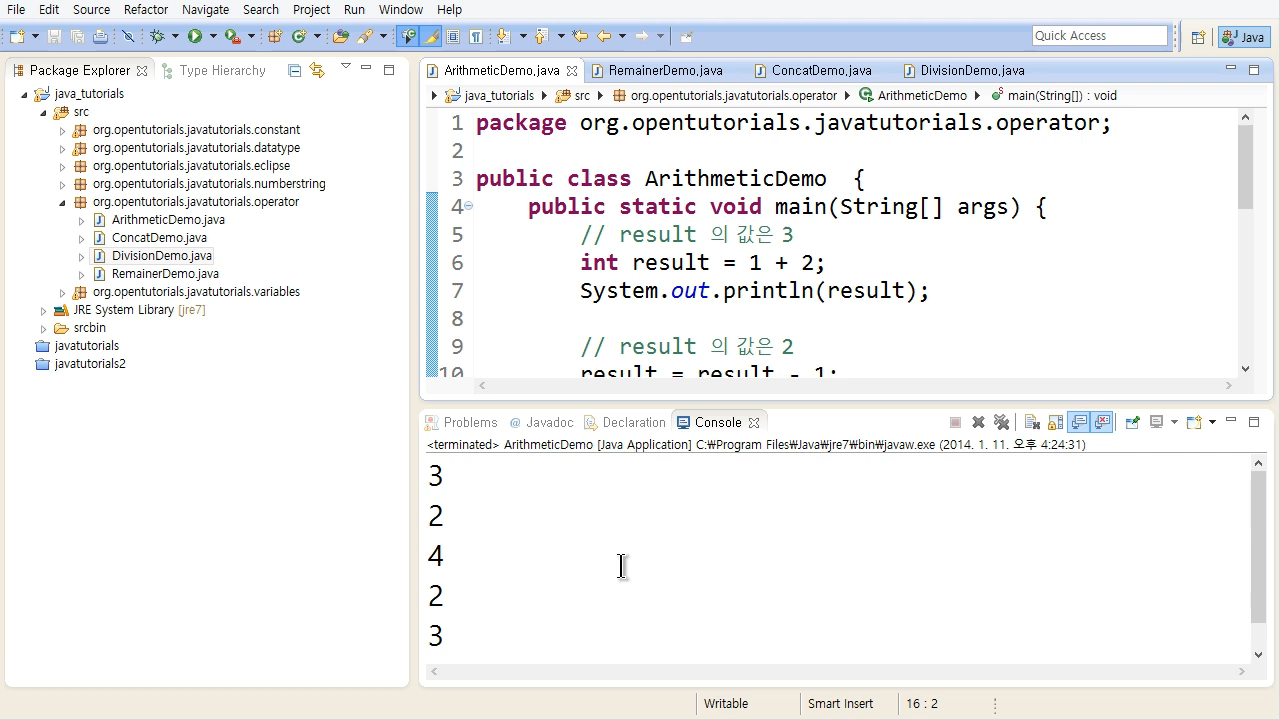 File Edit Source Refactor Navigate Search Project Run Window Help
Quick Access
Java
Package Explorer Type Hierarchy
java_tutorials
src
org.opentutorials.javatutorials.constant
org.opentutorials.javatutorials.datatype
org.opentutorials.javatutorials.eclipse
org.opentutorials.javatutorials.numberstring
org.opentutorials.javatutorials.operator
ArithmeticDemo.java
ConcatDemo.java
DivisionDemo.java
RemainerDemo.java
org.opentutorials.javatutorials.variables
JRE System Library [jre7]
srcbin
javatutorials
javatutorials2
ArithmeticDemo.java RemainerDemo.java ConcatDemo.java DivisionDemo.java
java_tutorials src org.opentutorials.javatutorials.operator ArithmeticDemo main(String[]) : void
1 package org.opentutorials.javatutorials.operator;
2
3 public class ArithmeticDemo {
4 public static void main(String[] args) {
5 // result 의 값은 3
6 int result = 1 + 2;
7 System.out.println(result);
8
9 // result 의 값은 2
10 result = result - 1;
Problems @ Javadoc Declaration Console
<terminated> ArithmeticDemo [Java Application] C:₩Program Files₩Java₩jre7₩bin₩javaw.exe (2014. 1. 11. 오후 4:24:31)
3
2
4
2
3
Writable Smart Insert 16 : 2